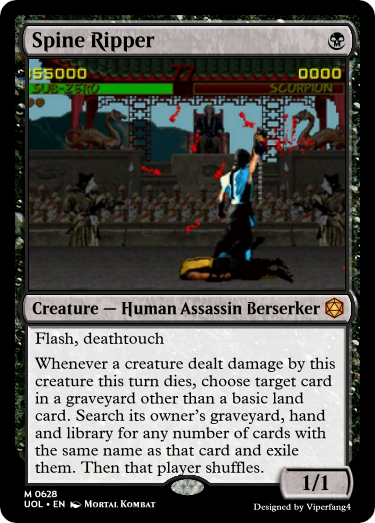 Spine Ripper
55000
77
0000
SUB-ZERO
SCORPION
Creature — Human Assassin Berserker
Flash, deathtouch
Whenever a creature dealt damage by this
creature this turn dies, choose target card
in a graveyard other than a basic land
card. Search its owner's graveyard, hand
and library for any number of cards with
the same name as that card and exile
them. Then that player shuffles.
1/1
M 0628
UOL • EN Mortal Kombat
Designed by Viperfang4